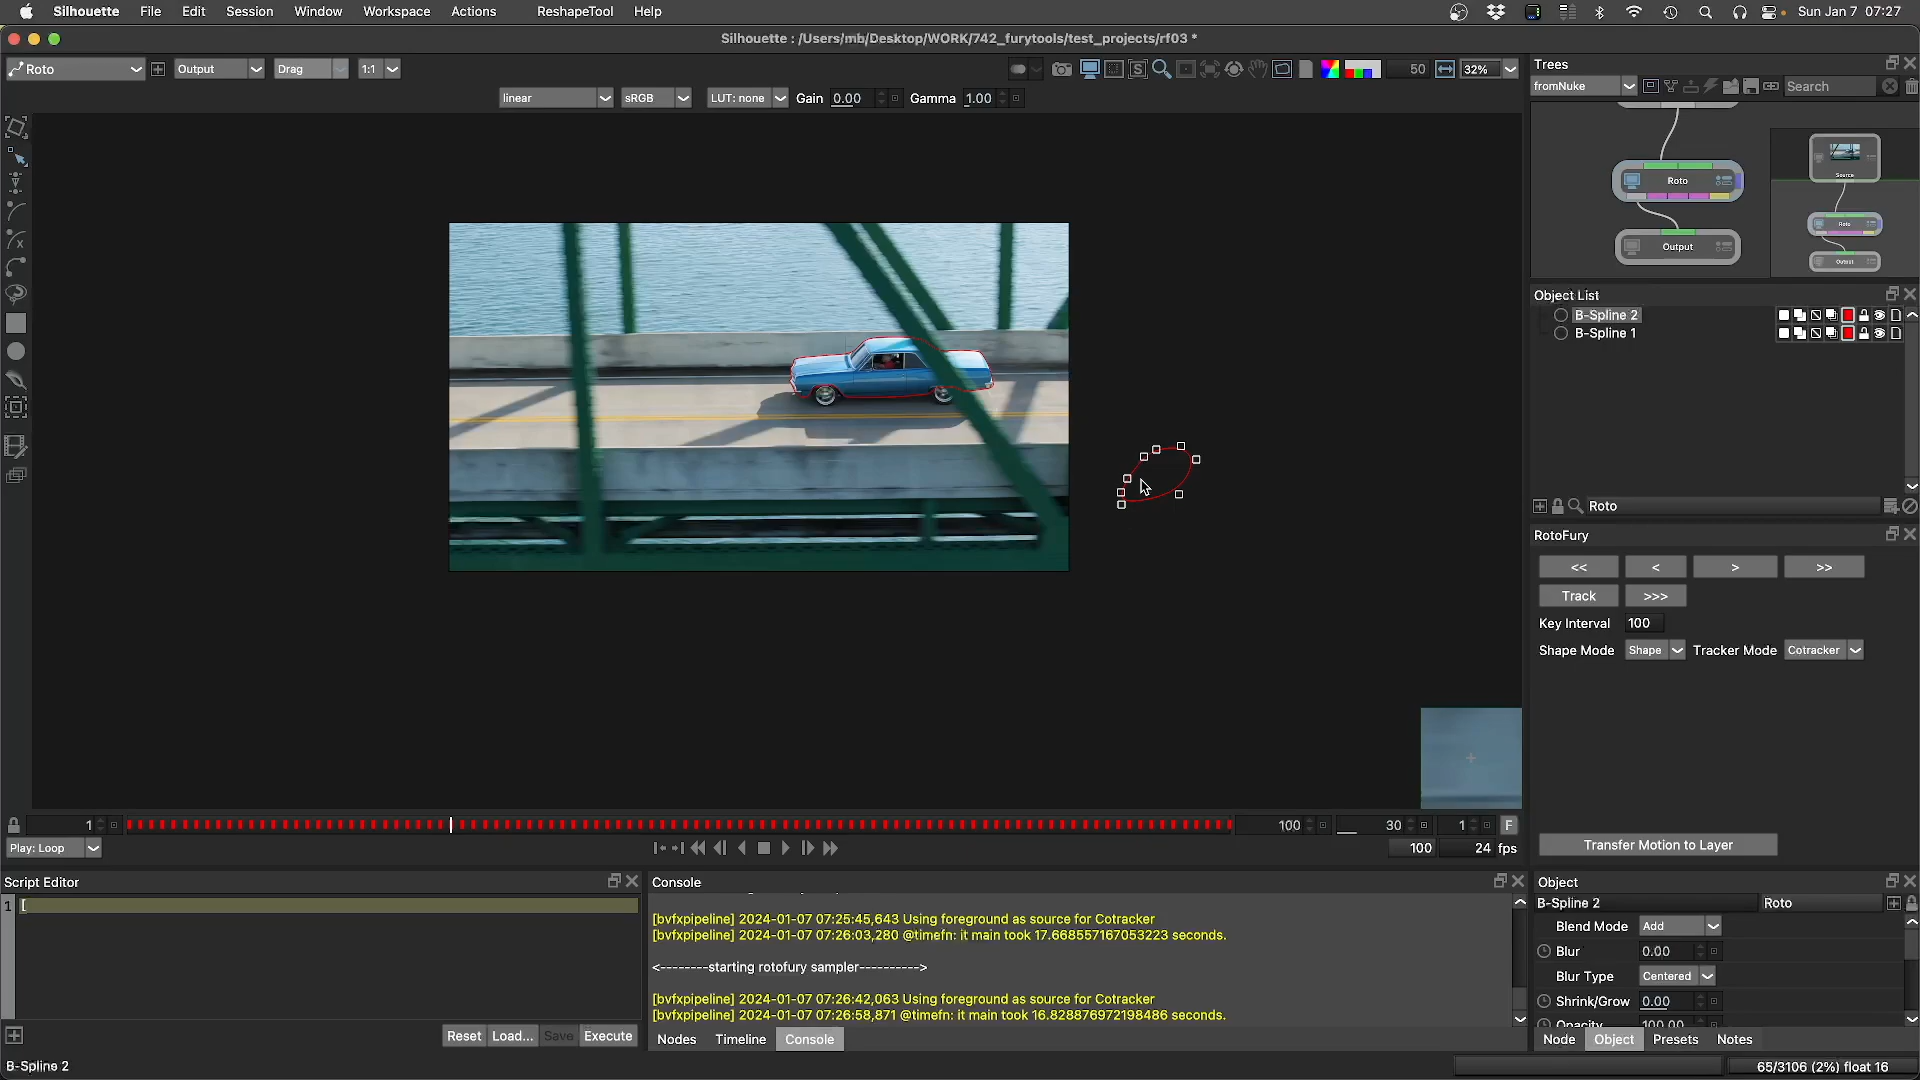 Silhouette File Edit Session Window Workspace Actions ReshapeTool Help Sun Jan 7 07:27
Silhouette : /Users/mb/Desktop/WORK/742_furytools/test_projects/rf03 *
Roto Output Drag 1:1 S 50 32%
linear sRGB LUT: none Gain 0.00 Gamma 1.00
Trees
fromNuke Search
Roto
Output
Source
Roto
Output
Object List
B-Spline 2
B-Spline 1
Roto
RotoFury
<< < > >>
Track >>>
Key Interval 100
Shape Mode Shape Tracker Mode Cotracker
Transfer Motion to Layer
1 100 30 1 F
Play: Loop 100 24 fps
Script Editor
1 [
Reset Load... Save Execute
Console
[bvfxpipeline] 2024-01-07 07:25:45,643 Using foreground as source for Cotracker
[bvfxpipeline] 2024-01-07 07:26:03,280 @timefn: it main took 17.668557167053223 seconds.
<--------starting rotofury sampler---------->
[bvfxpipeline] 2024-01-07 07:26:42,063 Using foreground as source for Cotracker
[bvfxpipeline] 2024-01-07 07:26:58,871 @timefn: it main took 16.828876972198486 seconds.
Nodes Timeline Console
Object
B-Spline 2 Roto
Blend Mode Add
Blur 0.00
Blur Type Centered
Shrink/Grow 0.00
Opacity 100.00
Node Object Presets Notes
B-Spline 2
65/3106 (2%) float 16